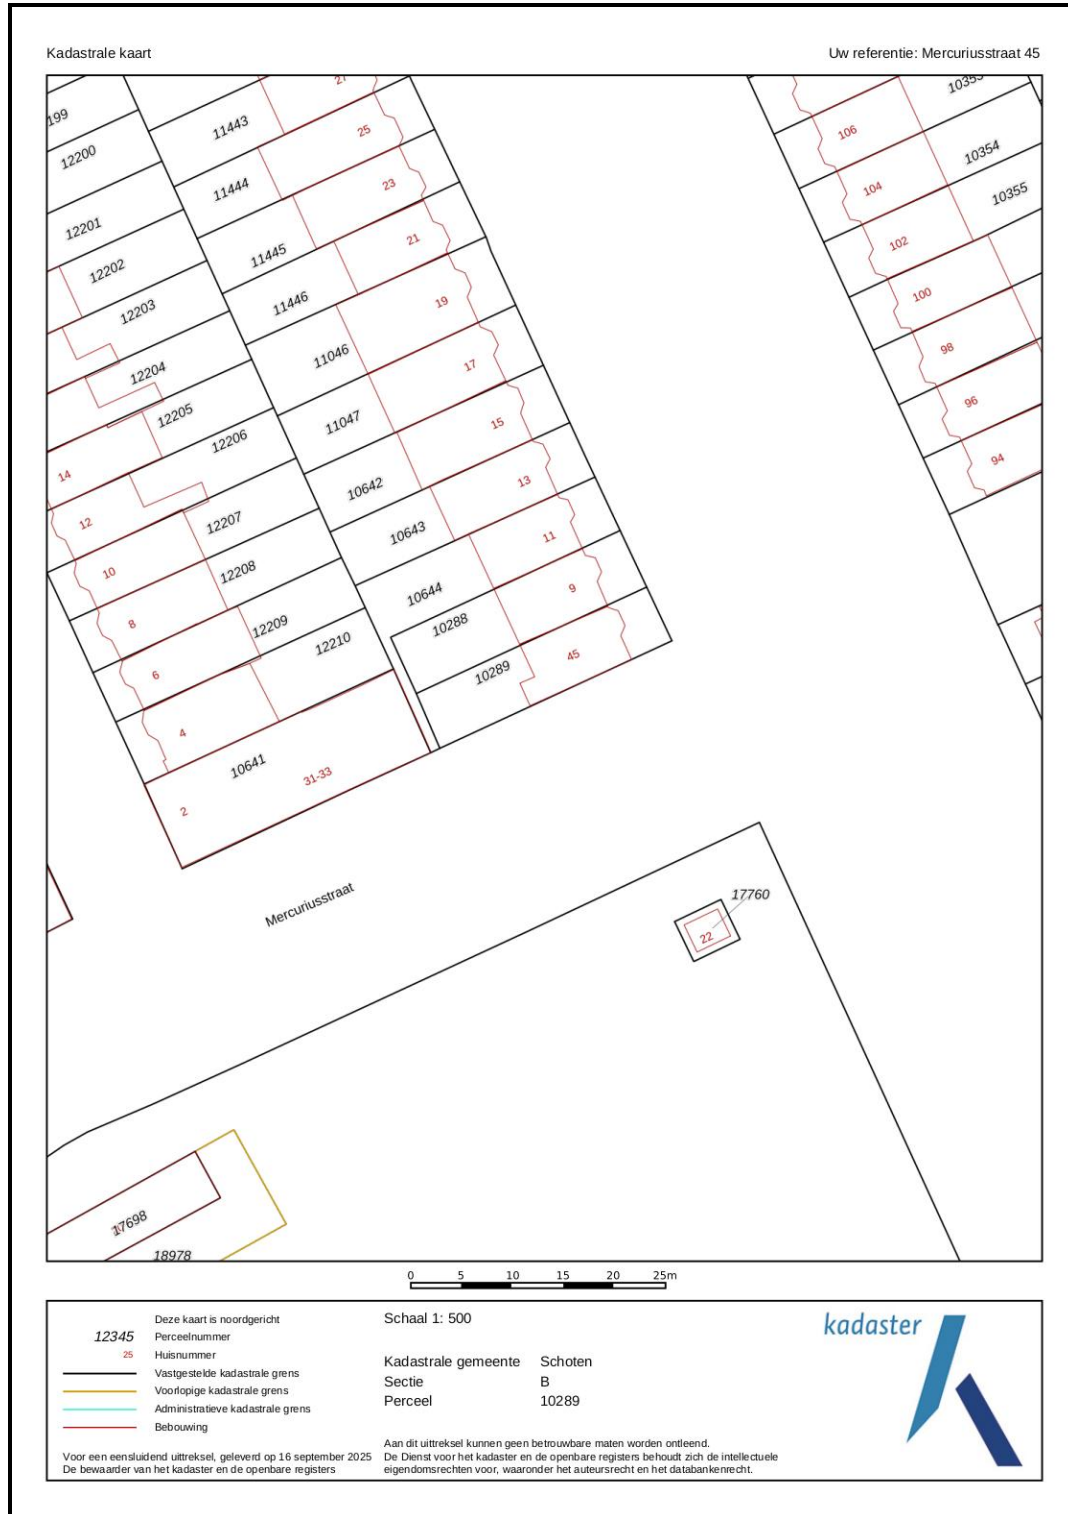 Kadastrale kaart
Uw referentie: Mercuriusstraat 45
199
12200
12201
12202
12203
12204
12205
12206
12207
12208
12209
12210
14
12
10
8
6
4
2
10641
31-33
11443
11444
11445
11446
11046
11047
10642
10643
10644
10288
10289
27
25
23
21
19
17
15
13
11
9
45
106
104
102
100
98
96
94
10353
10354
10355
Mercuriusstraat
17760
22
17698
18978
0 5 10 15 20 25m
Deze kaart is noordgericht
12345 Perceelnummer
25 Huisnummer
Vastgestelde kadastrale grens
Voorlopige kadastrale grens
Administratieve kadastrale grens
Bebouwing
Voor een eensluidend uittreksel, geleverd op 16 september 2025
De bewaarder van het kadaster en de openbare registers
Schaal 1: 500
Kadastrale gemeente Schoten
Sectie B
Perceel 10289
Aan dit uittreksel kunnen geen betrouwbare maten worden ontleend.
De Dienst voor het kadaster en de openbare registers behoudt zich de intellectuele
eigendomsrechten voor, waaronder het auteursrecht en het databankenrecht.
kadaster